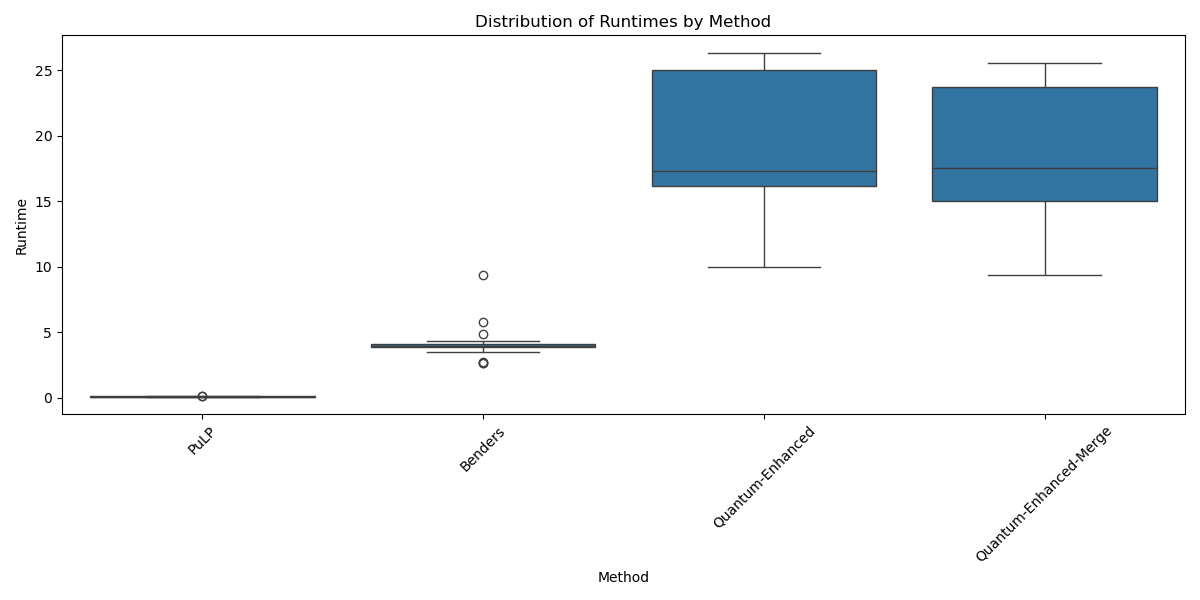 Distribution of Runtimes by Method
Runtime
25
20
15
10
5
0
PuLP
Benders
Quantum-Enhanced
Quantum-Enhanced-Merge
Method